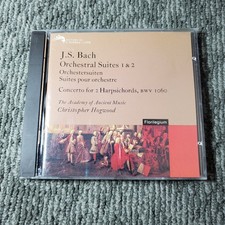 J.S. Bach
Orchestral Suites 1 & 2
Orchestersuiten
Suites pour orchestre
Concerto for 2 Harpsichords, BWV 1060
The Academy of Ancient Music
Christopher Hogwood
Florilegium